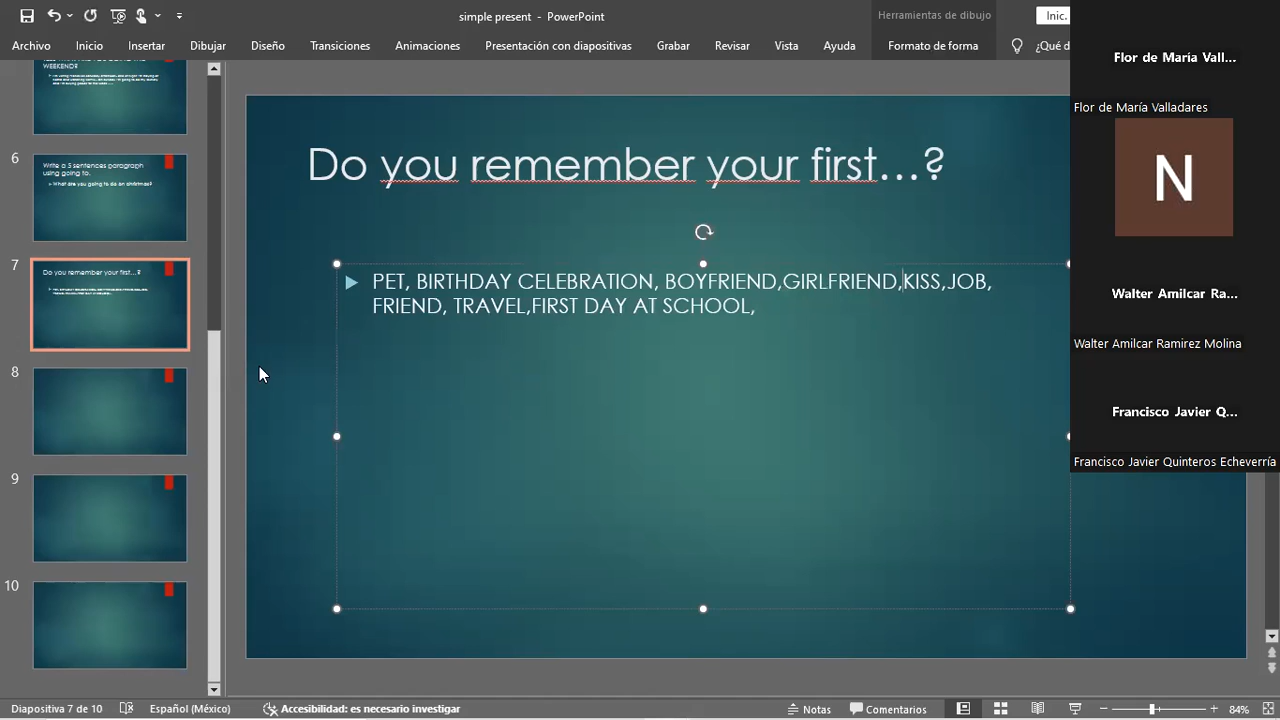 simple present - PowerPoint
Herramientas de dibujo
Inic.
Archivo Inicio Insertar Dibujar Diseño Transiciones Animaciones Presentación con diapositivas Grabar Revisar Vista Ayuda Formato de forma ¿Qué d
WEEKEND?
6
Write a 5 sentences paragraph
using going to.
What are you going to do on christmas?
7
Do you remember your first...?
8
9
10
Do you remember your first...?
PET, BIRTHDAY CELEBRATION, BOYFRIEND,GIRLFRIEND,KISS,JOB,
FRIEND, TRAVEL,FIRST DAY AT SCHOOL,
Flor de María Vall...
Flor de María Valladares
N
Walter Amilcar Ra...
Walter Amilcar Ramirez Molina
Francisco Javier Q...
Francisco Javier Quinteros Echeverría
Diapositiva 7 de 10 Español (México) Accesibilidad: es necesario investigar Notas Comentarios 84%